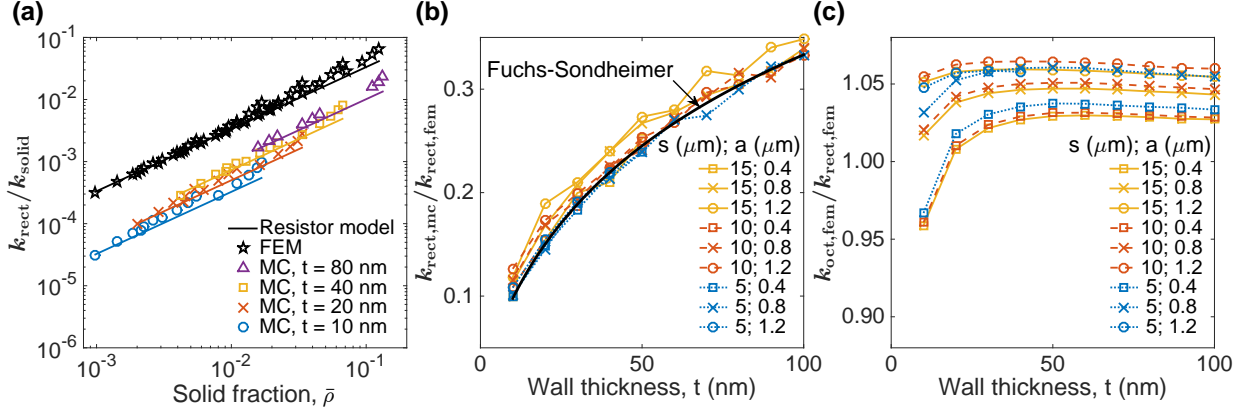 (a)
k_rect/k_solid
10^-1
10^-2
10^-3
10^-4
10^-5
10^-6
10^-3
10^-2
10^-1
Solid fraction, ρ̄
Resistor model
FEM
MC, t = 80 nm
MC, t = 40 nm
MC, t = 20 nm
MC, t = 10 nm
(b)
k_rect,mc/k_rect,fem
0.3
0.2
0.1
0
50
100
Wall thickness, t (nm)
Fuchs-Sondheimer
s (μm); a (μm)
15; 0.4
15; 0.8
15; 1.2
10; 0.4
10; 0.8
10; 1.2
5; 0.4
5; 0.8
5; 1.2
(c)
k_oct,fem/k_rect,fem
1.05
1.00
0.95
0.90
0
50
100
Wall thickness, t (nm)
s (μm); a (μm)
15; 0.4
15; 0.8
15; 1.2
10; 0.4
10; 0.8
10; 1.2
5; 0.4
5; 0.8
5; 1.2